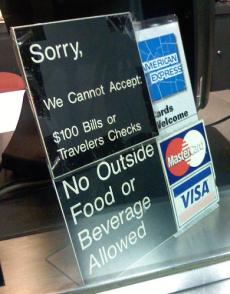 Sorry,
We Cannot Accept:
$100 Bills or
Travelers Checks
No Outside
Food or
Beverage
Allowed
AMERICAN
EXPRESS
Cards
Welcome
MasterCard
VISA